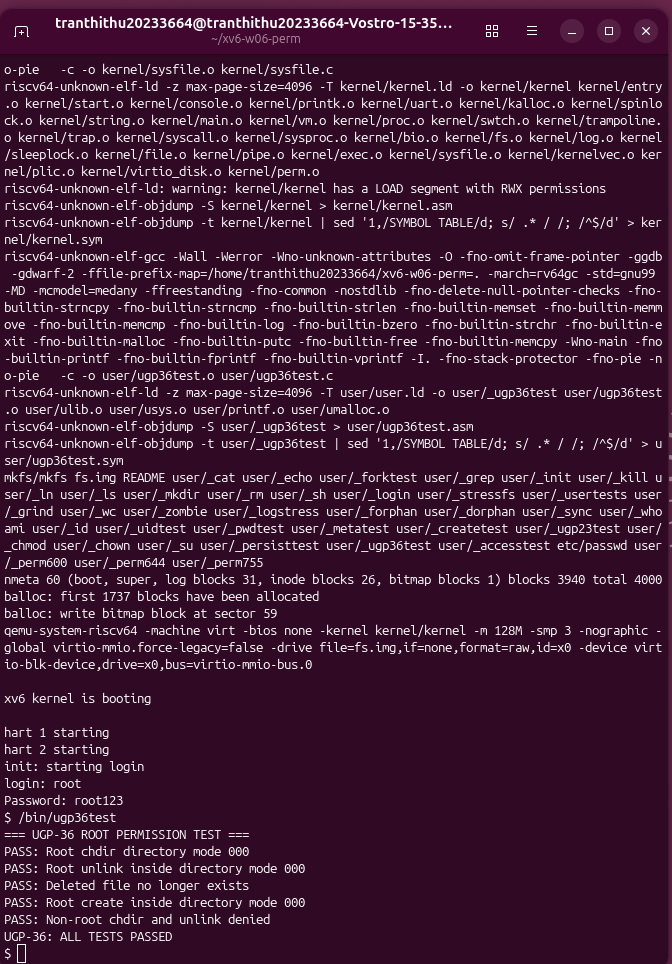 tranthithu20233664@tranthithu20233664-Vostro-15-35…
~/xv6-w06-perm
o-pie   -c -o kernel/sysfile.o kernel/sysfile.c
riscv64-unknown-elf-ld -z max-page-size=4096 -T kernel/kernel.ld -o kernel/kernel kernel/entry
.o kernel/start.o kernel/console.o kernel/printk.o kernel/uart.o kernel/kalloc.o kernel/spinlo
ck.o kernel/string.o kernel/main.o kernel/vm.o kernel/proc.o kernel/swtch.o kernel/trampoline.
o kernel/trap.o kernel/syscall.o kernel/sysproc.o kernel/bio.o kernel/fs.o kernel/log.o kernel
/sleeplock.o kernel/file.o kernel/pipe.o kernel/exec.o kernel/sysfile.o kernel/kernelvec.o ker
nel/plic.o kernel/virtio_disk.o kernel/perm.o
riscv64-unknown-elf-ld: warning: kernel/kernel has a LOAD segment with RWX permissions
riscv64-unknown-elf-objdump -S kernel/kernel > kernel/kernel.asm
riscv64-unknown-elf-objdump -t kernel/kernel | sed '1,/SYMBOL TABLE/d; s/ .* / /; /^$/d' > ker
nel/kernel.sym
riscv64-unknown-elf-gcc -Wall -Werror -Wno-unknown-attributes -O -fno-omit-frame-pointer -ggdb
 -gdwarf-2 -ffile-prefix-map=/home/tranthithu20233664/xv6-w06-perm=. -march=rv64gc -std=gnu99
-MD -mcmodel=medany -ffreestanding -fno-common -nostdlib -fno-delete-null-pointer-checks -fno-
builtin-strncpy -fno-builtin-strncmp -fno-builtin-strlen -fno-builtin-memset -fno-builtin-memm
ove -fno-builtin-memcmp -fno-builtin-log -fno-builtin-bzero -fno-builtin-strchr -fno-builtin-e
xit -fno-builtin-malloc -fno-builtin-putc -fno-builtin-free -fno-builtin-memcpy -Wno-main -fno
-builtin-printf -fno-builtin-fprintf -fno-builtin-vprintf -I. -fno-stack-protector -fno-pie -n
o-pie   -c -o user/ugp36test.o user/ugp36test.c
riscv64-unknown-elf-ld -z max-page-size=4096 -T user/user.ld -o user/_ugp36test user/ugp36test
.o user/ulib.o user/usys.o user/printf.o user/umalloc.o
riscv64-unknown-elf-objdump -S user/_ugp36test > user/ugp36test.asm
riscv64-unknown-elf-objdump -t user/_ugp36test | sed '1,/SYMBOL TABLE/d; s/ .* / /; /^$/d' > u
ser/ugp36test.sym
mkfs/mkfs fs.img README user/_cat user/_echo user/_forktest user/_grep user/_init user/_kill u
ser/_ln user/_ls user/_mkdir user/_rm user/_sh user/_login user/_stressfs user/_usertests user
/_grind user/_wc user/_zombie user/_logstress user/_forphan user/_dorphan user/_sync user/_who
ami user/_id user/_uidtest user/_pwdtest user/_metatest user/_createtest user/_ugp23test user/
_chmod user/_chown user/_su user/_persisttest user/_ugp36test user/_accesstest etc/passwd user
/_perm600 user/_perm644 user/_perm755
nmeta 60 (boot, super, log blocks 31, inode blocks 26, bitmap blocks 1) blocks 3940 total 4000
balloc: first 1737 blocks have been allocated
balloc: write bitmap block at sector 59
qemu-system-riscv64 -machine virt -bios none -kernel kernel/kernel -m 128M -smp 3 -nographic -
global virtio-mmio.force-legacy=false -drive file=fs.img,if=none,format=raw,id=x0 -device virt
io-blk-device,drive=x0,bus=virtio-mmio-bus.0
xv6 kernel is booting
hart 1 starting
hart 2 starting
init: starting login
login: root
Password: root123
$ /bin/ugp36test
=== UGP-36 ROOT PERMISSION TEST ===
PASS: Root chdir directory mode 000
PASS: Root unlink inside directory mode 000
PASS: Deleted file no longer exists
PASS: Root create inside directory mode 000
PASS: Non-root chdir and unlink denied
UGP-36: ALL TESTS PASSED
$